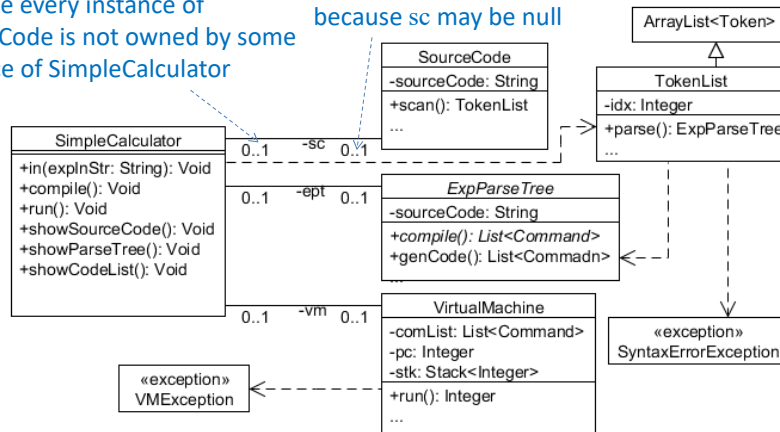 e every instance of
Code is not owned by some
ce of SimpleCalculator
because sc may be null
ArrayList<Token>
SourceCode
-sourceCode: String
+scan(): TokenList
...
TokenList
-idx: Integer
+parse(): ExpParseTree
...
SimpleCalculator
+in(expInStr: String): Void
+compile(): Void
+run(): Void
+showSourceCode(): Void
+showParseTree(): Void
+showCodeList(): Void
0..1 -sc 0..1
0..1 -ept 0..1
0..1 -vm 0..1
ExpParseTree
-sourceCode: String
+compile(): List<Command>
+genCode(): List<Commadn>
...
VirtualMachine
-comList: List<Command>
-pc: Integer
-stk: Stack<Integer>
+run(): Integer
...
«exception»
SyntaxErrorException
«exception»
VMException